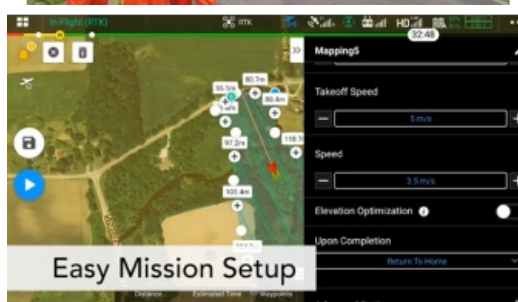 In-Flight (RTK)
RTK
HD
32:48
Mapping5
80.7m
55.1m
80.4m
118.7
97.2m
103.4m
Takeoff Speed
5 m/s
Speed
3.5 m/s
Elevation Optimization
Upon Completion
Return To Home
Easy Mission Setup
Distance
Estimated Time
Waypoints